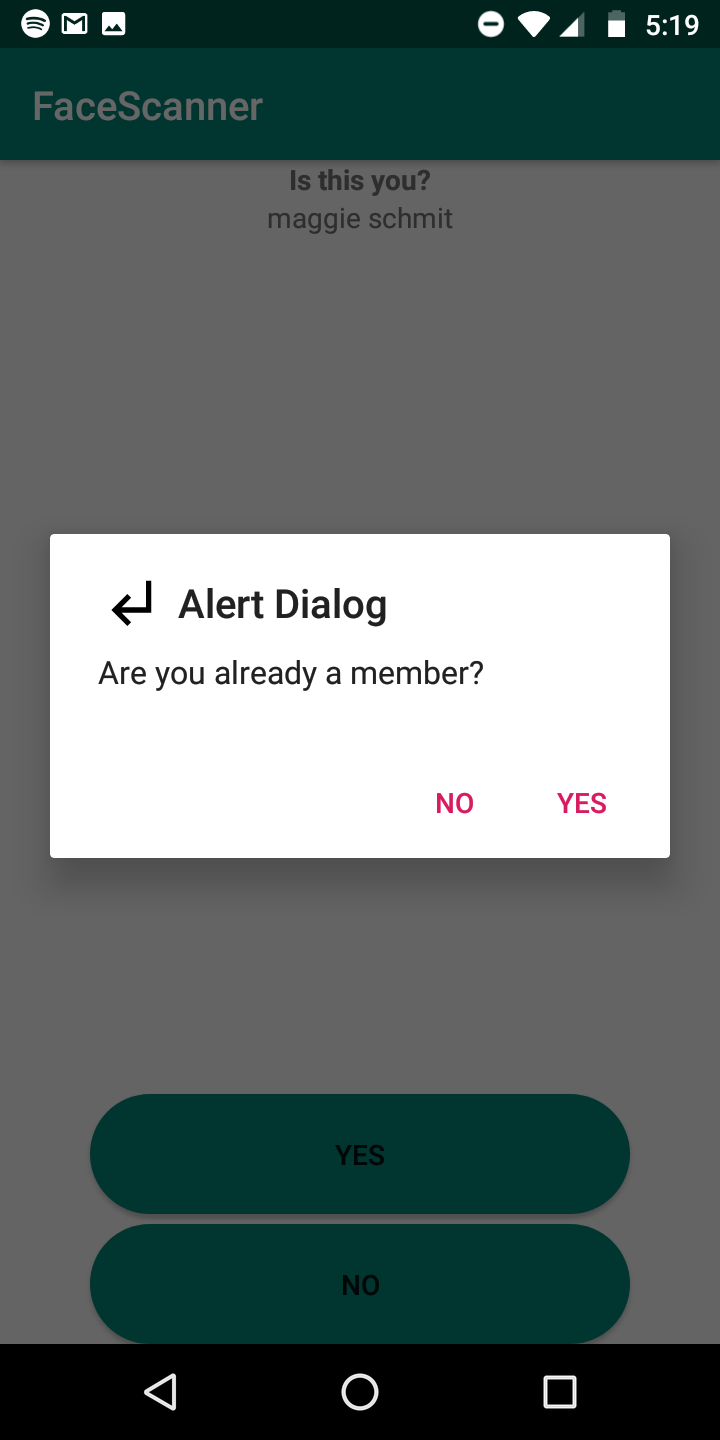 5:19
FaceScanner
Is this you?
maggie schmit
Alert Dialog
Are you already a member?
NO YES
YES
NO